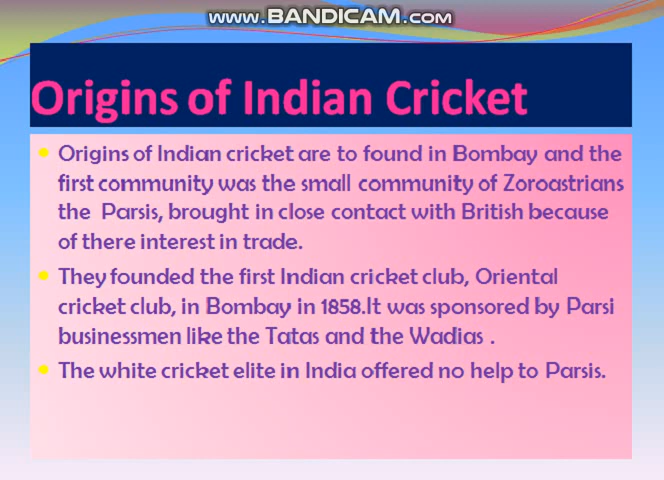 www.BANDICAM.com
Origins of Indian Cricket
Origins of Indian cricket are to found in Bombay and the
first community was the small community of Zoroastrians
the Parsis, brought in close contact with British because
of there interest in trade.
They founded the first Indian cricket club, Oriental
cricket club, in Bombay in 1858.It was sponsored by Parsi
businessmen like the Tatas and the Wadias .
The white cricket elite in India offered no help to Parsis.